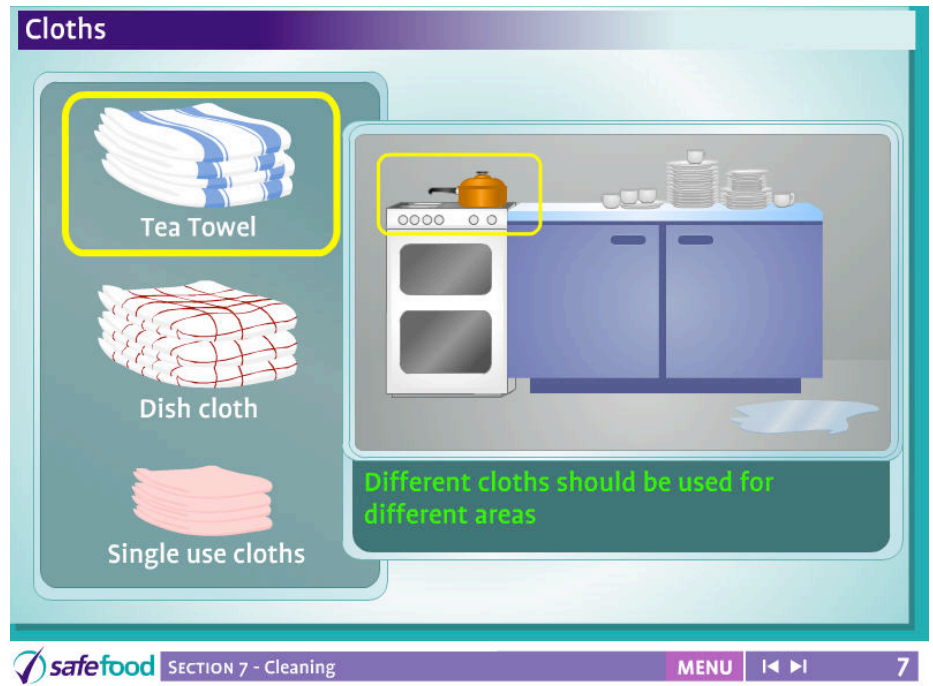 Cloths
Tea Towel
Dish cloth
Single use cloths
Different cloths should be used for
different areas
safefood SECTION 7 - Cleaning MENU 7